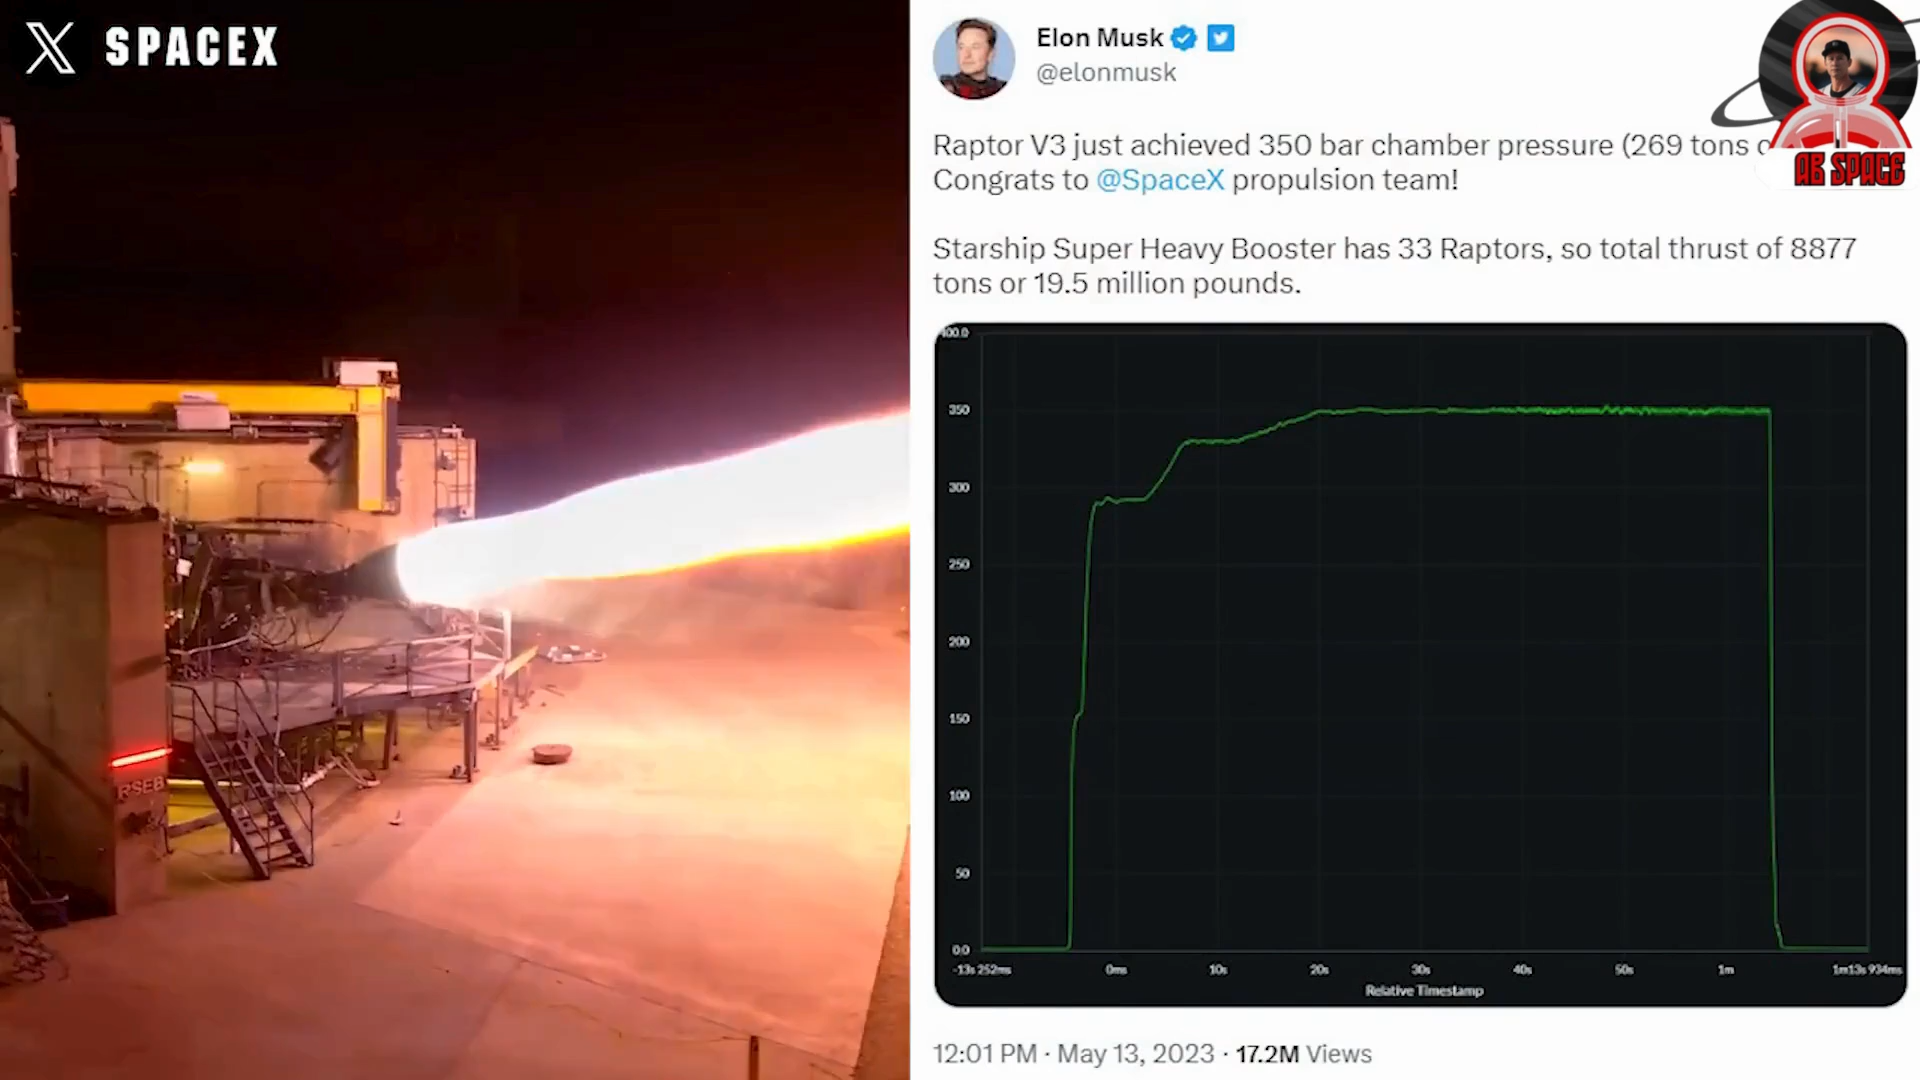 X SPACEX
RSEB
Elon Musk
@elonmusk
Raptor V3 just achieved 350 bar chamber pressure (269 tons
Congrats to @SpaceX propulsion team!
Starship Super Heavy Booster has 33 Raptors, so total thrust of 8877
tons or 19.5 million pounds.
AB SPACE
400.0
350
300
250
200
150
100
50
0.0
-13s 252ms 0ms 10s 20s 30s 40s 50s 1m 1m13s 934ms
Relative Timestamp
12:01 PM · May 13, 2023 · 17.2M Views